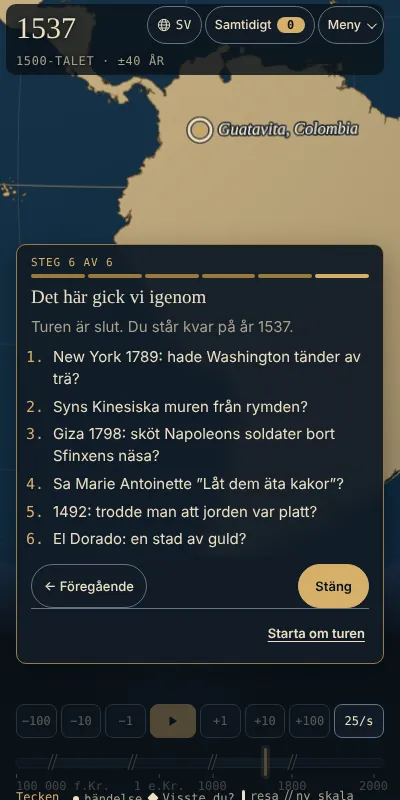 1537
SV
Samtidigt 0
Meny
1500-TALET · ±40 ÅR
Guatavita, Colombia
STEG 6 AV 6
Det här gick vi igenom
Turen är slut. Du står kvar på år 1537.
1. New York 1789: hade Washington tänder av
trä?
2. Syns Kinesiska muren från rymden?
3. Giza 1798: sköt Napoleons soldater bort
Sfinxens näsa?
4. Sa Marie Antoinette ”Låt dem äta kakor”?
5. 1492: trodde man att jorden var platt?
6. El Dorado: en stad av guld?
← Föregående
Stäng
Starta om turen
−100 −10 −1 +1 +10 +100 25/s
100 000 f.Kr. 1 e.Kr. 1000 1800 2000
Tecken händelse Visste du? resa // ny skala